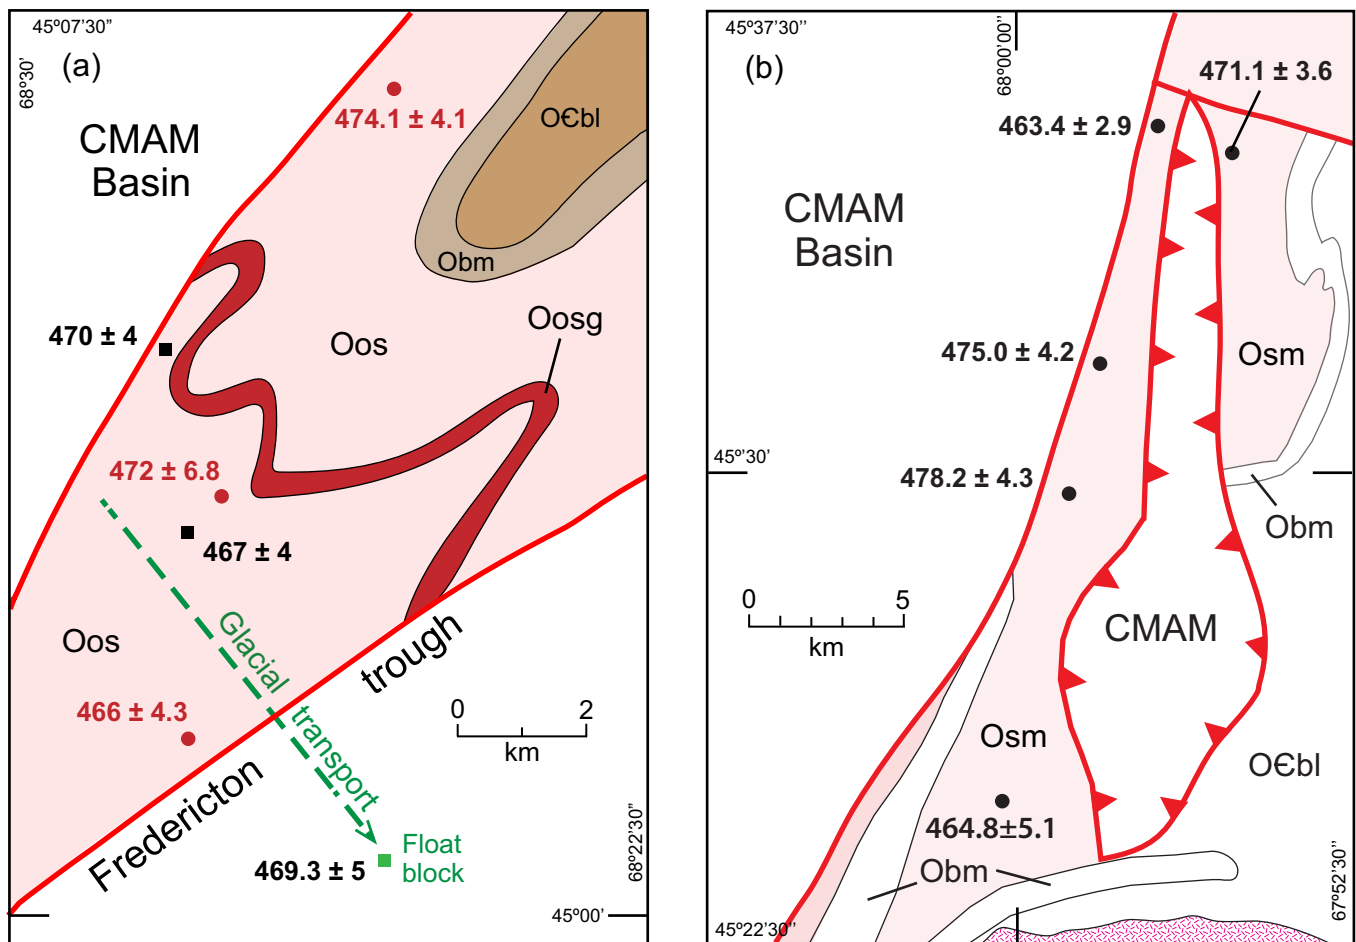 45º07'30"
68º30'
(a)
CMAM
Basin
474.1 ± 4.1
OЄbl
Obm
470 ± 4
Oos
Oosg
472 ± 6.8
467 ± 4
Oos
Glacial transport
466 ± 4.3
Fredericton trough
0 2
km
469.3 ± 5
Float
block
68º22'30"
45º00'
45º37'30"
68º00'00"
(b)
471.1 ± 3.6
463.4 ± 2.9
CMAM
Basin
475.0 ± 4.2
Osm
45º30'
478.2 ± 4.3
Obm
0 5
km
CMAM
Osm
OЄbl
464.8±5.1
Obm
45º22'30"
67º52'30"